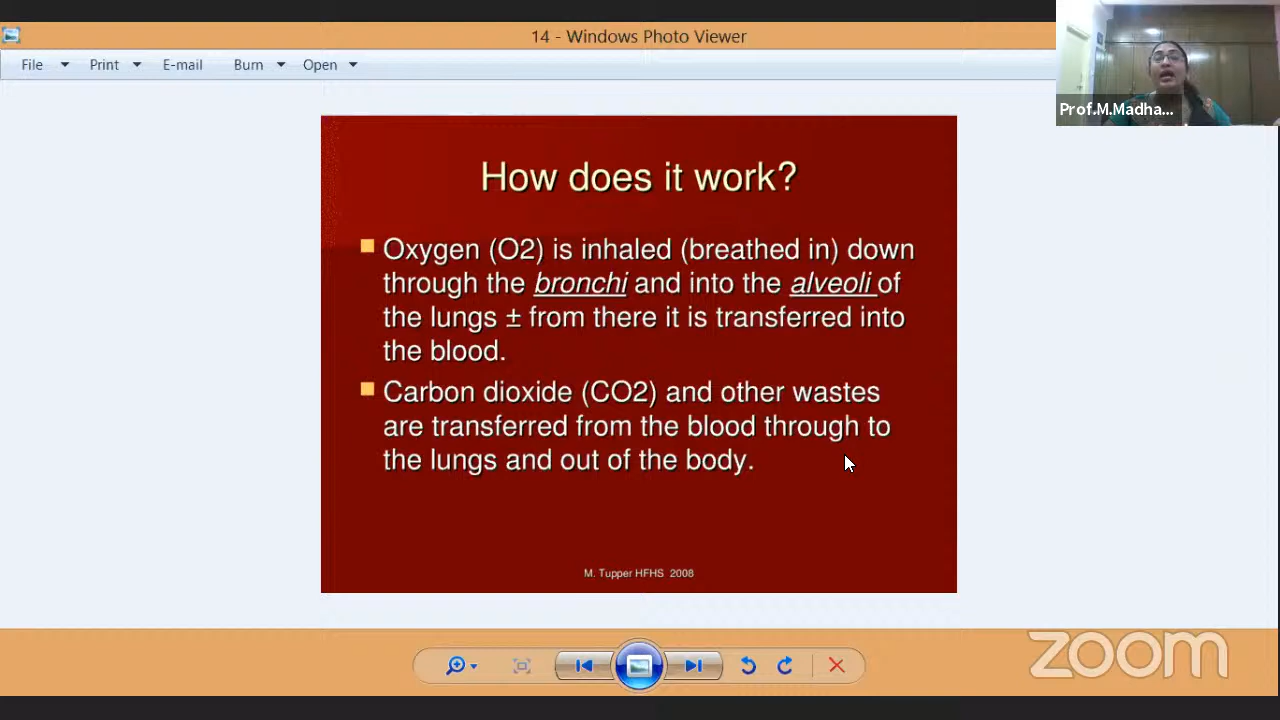 14 - Windows Photo Viewer
File Print E-mail Burn Open
Prof.M.Madha...
How does it work?
Oxygen (O2) is inhaled (breathed in) down
through the bronchi and into the alveoli of
the lungs ± from there it is transferred into
the blood.
Carbon dioxide (CO2) and other wastes
are transferred from the blood through to
the lungs and out of the body.
M. Tupper HFHS 2008
zoom